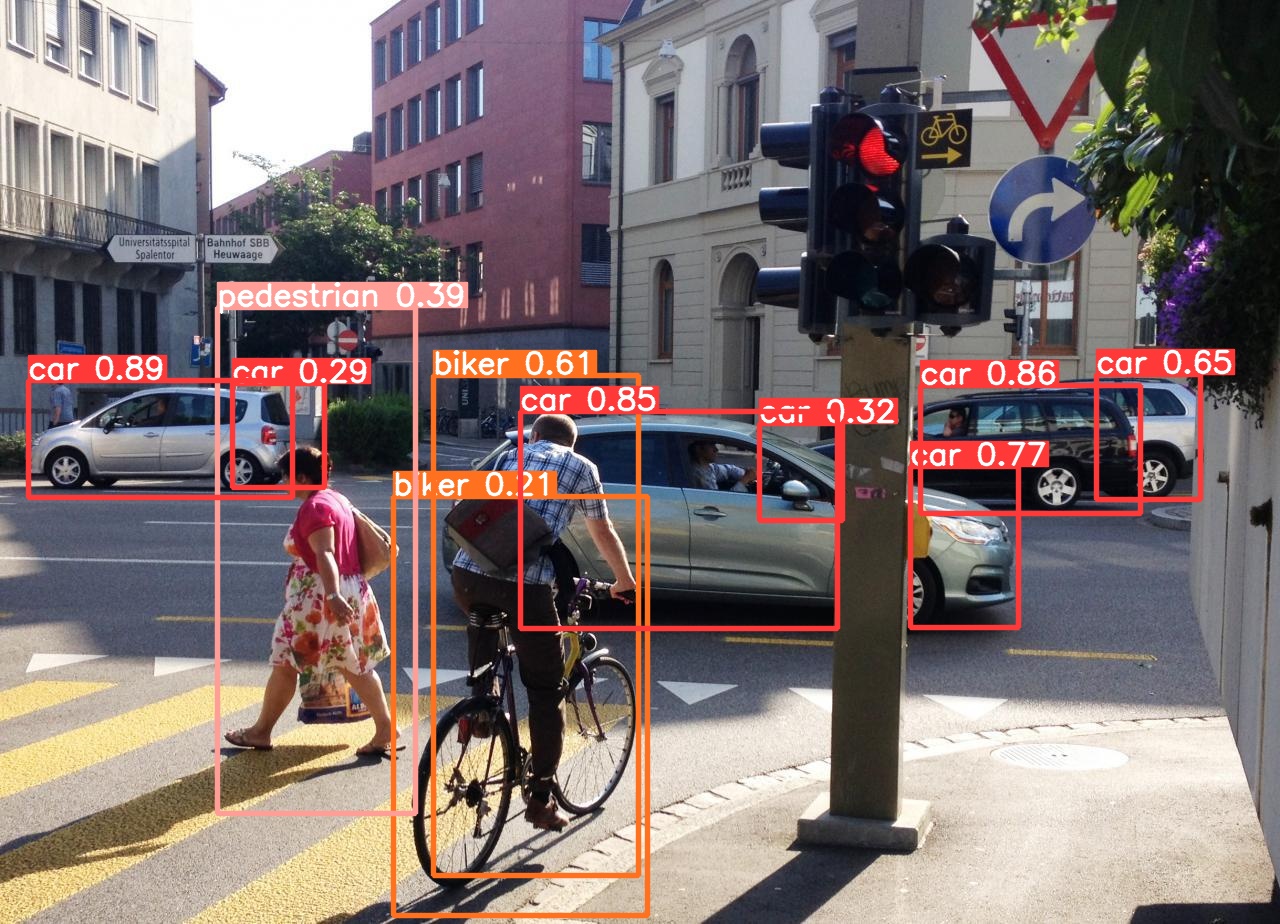 Universitätsspital
Spalentor
Bahnhof SBB
Heuwaage
pedestrian 0.39
biker 0.61
car 0.89
car 0.29
car 0.86
car 0.65
car 0.85
car 0.32
car 0.77
biker 0.21
UNI